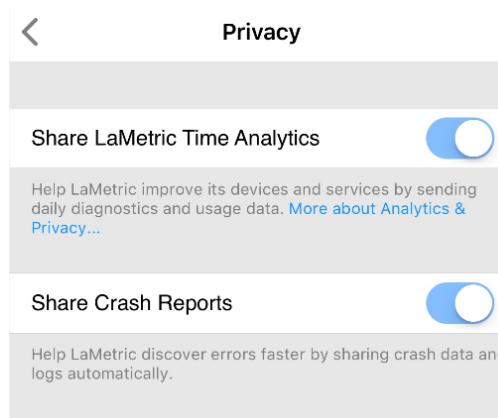 Privacy
Share LaMetric Time Analytics
Help LaMetric improve its devices and services by sending
daily diagnostics and usage data. More about Analytics &
Privacy...
Share Crash Reports
Help LaMetric discover errors faster by sharing crash data an
logs automatically.